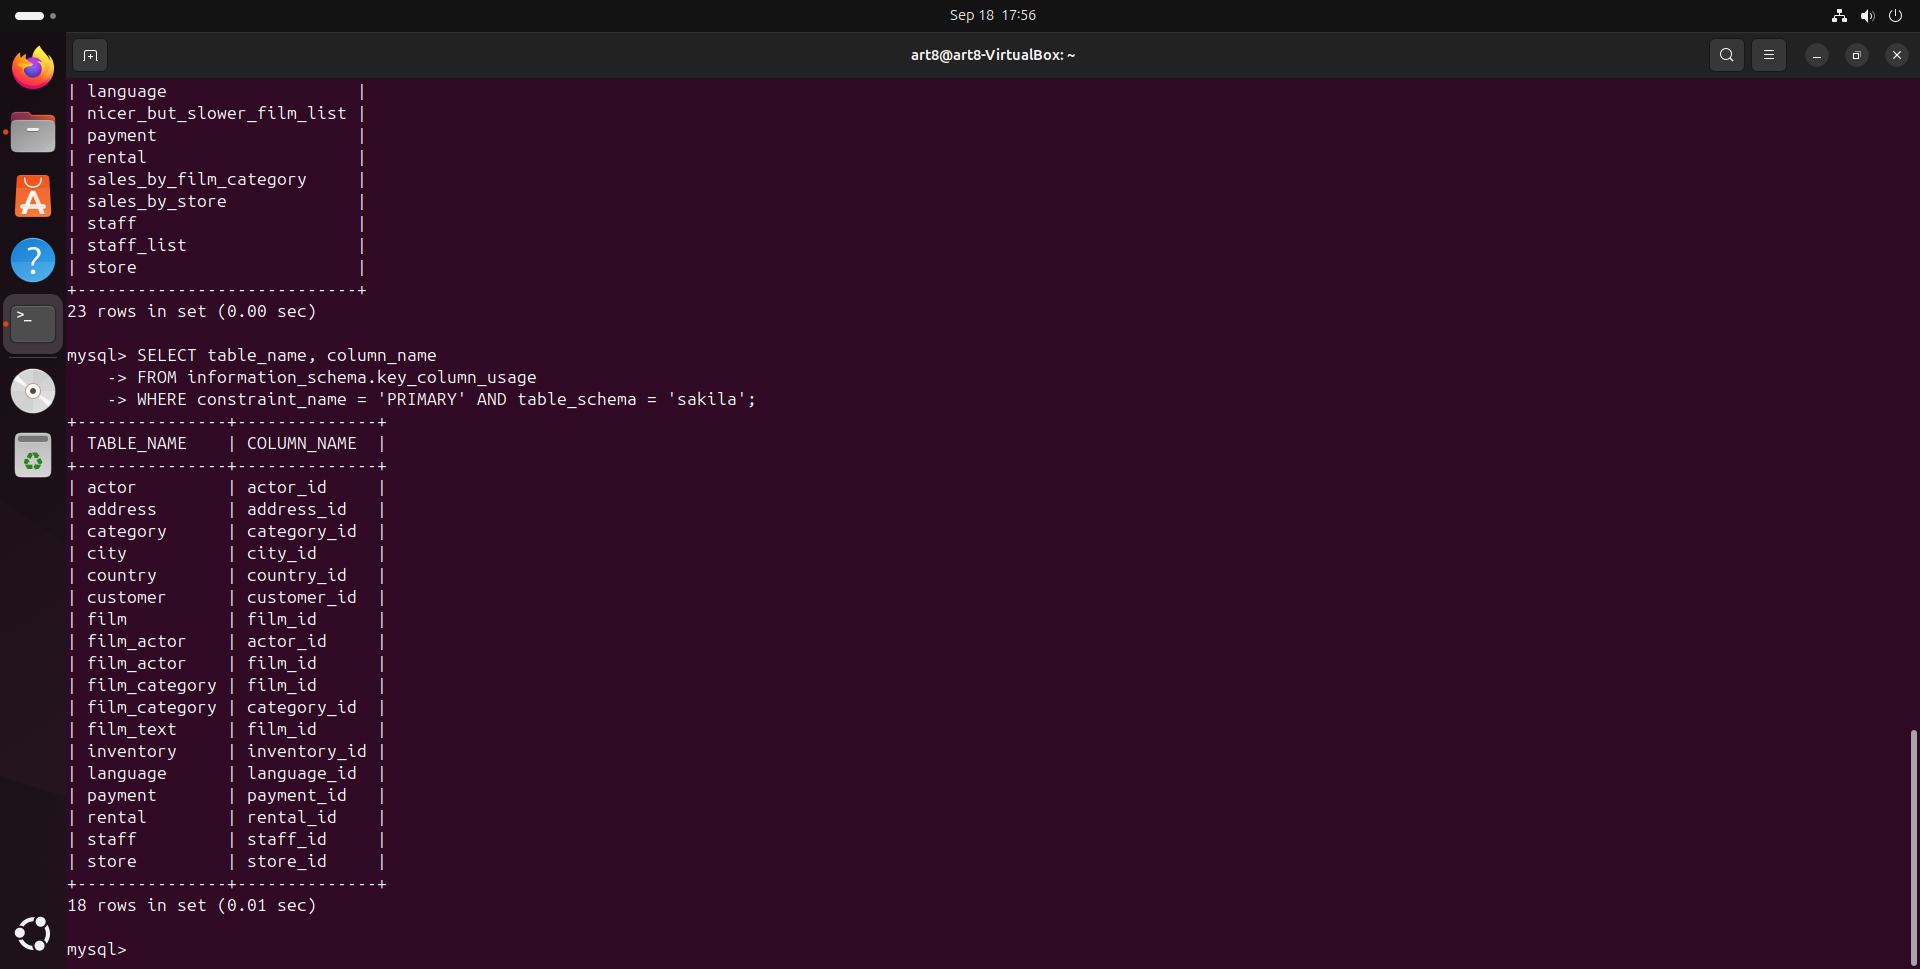 Sep 18 17:56
art8@art8-VirtualBox: ~
| language                   |
| nicer_but_slower_film_list |
| payment                    |
| rental                     |
| sales_by_film_category     |
| sales_by_store             |
| staff                      |
| staff_list                 |
| store                      |
+----------------------------+
23 rows in set (0.00 sec)
mysql> SELECT table_name, column_name
    -> FROM information_schema.key_column_usage
    -> WHERE constraint_name = 'PRIMARY' AND table_schema = 'sakila';
+---------------+--------------+
| TABLE_NAME    | COLUMN_NAME  |
+---------------+--------------+
| actor         | actor_id     |
| address       | address_id   |
| category      | category_id  |
| city          | city_id      |
| country       | country_id   |
| customer      | customer_id  |
| film          | film_id      |
| film_actor    | actor_id     |
| film_actor    | film_id      |
| film_category | film_id      |
| film_category | category_id  |
| film_text     | film_id      |
| inventory     | inventory_id |
| language      | language_id  |
| payment       | payment_id   |
| rental        | rental_id    |
| staff         | staff_id     |
| store         | store_id     |
+---------------+--------------+
18 rows in set (0.01 sec)
mysql>